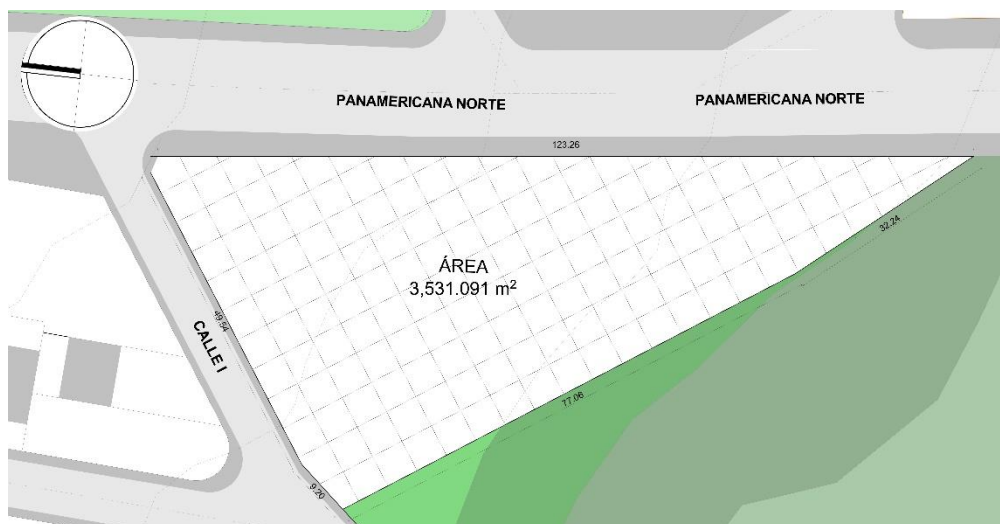 PANAMERICANA NORTE
PANAMERICANA NORTE
123.26
32.24
ÁREA
3,531.091 m²
49.54
CALLE I
77.06
9.20